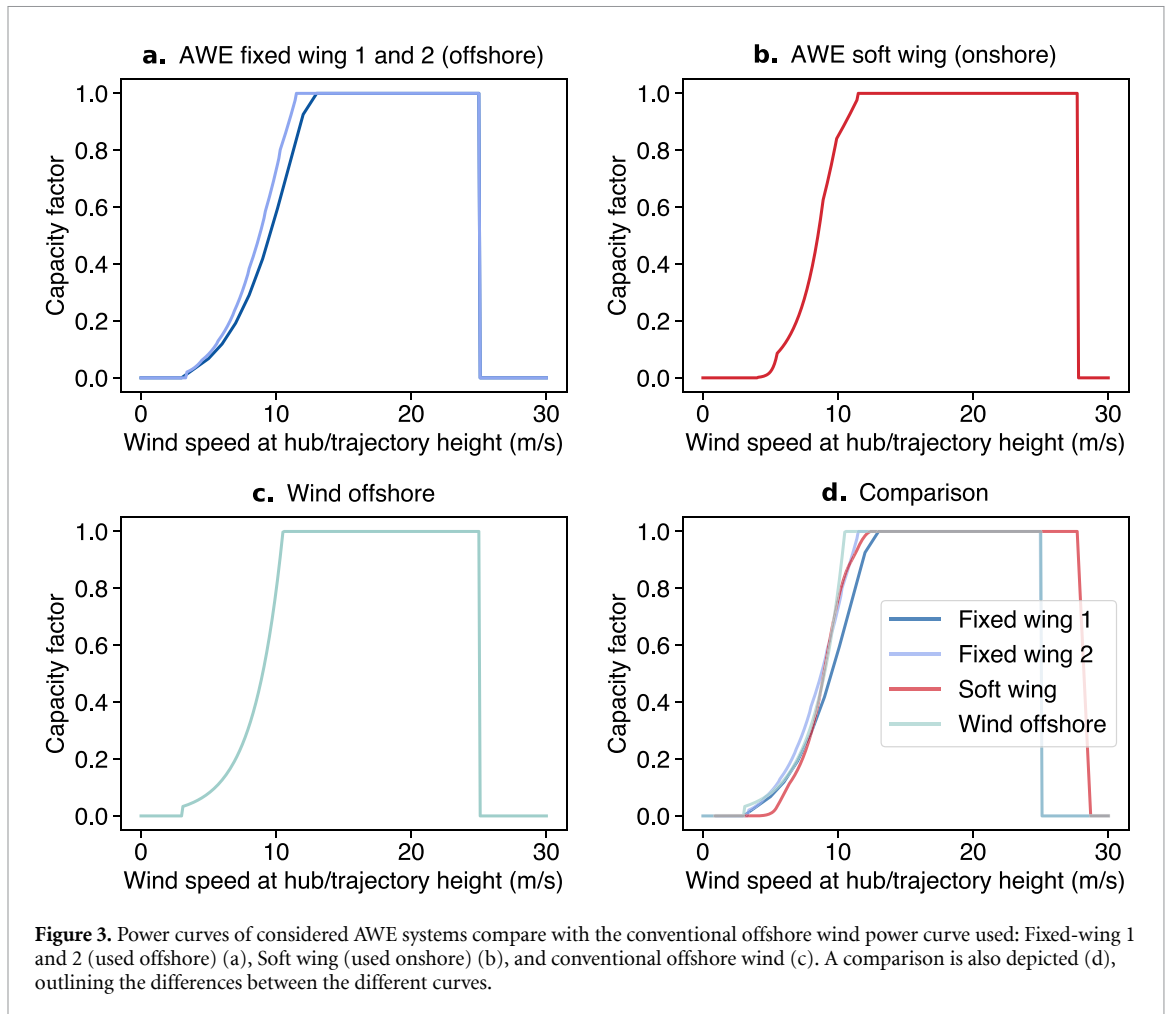 a. AWE fixed wing 1 and 2 (offshore)
1.0
0.8
0.6
0.4
0.2
0.0
Capacity factor
0
10
20
30
Wind speed at hub/trajectory height (m/s)
b. AWE soft wing (onshore)
1.0
0.8
0.6
0.4
0.2
0.0
Capacity factor
0
10
20
30
Wind speed at hub/trajectory height (m/s)
c. Wind offshore
1.0
0.8
0.6
0.4
0.2
0.0
Capacity factor
0
10
20
30
Wind speed at hub/trajectory height (m/s)
d. Comparison
1.0
0.8
0.6
0.4
0.2
0.0
Capacity factor
Fixed wing 1
Fixed wing 2
Soft wing
Wind offshore
0
10
20
30
Wind speed at hub/trajectory height (m/s)
Figure 3. Power curves of considered AWE systems compare with the conventional offshore wind power curve used: Fixed-wing 1
and 2 (used offshore) (a), Soft wing (used onshore) (b), and conventional offshore wind (c). A comparison is also depicted (d),
outlining the differences between the different curves.